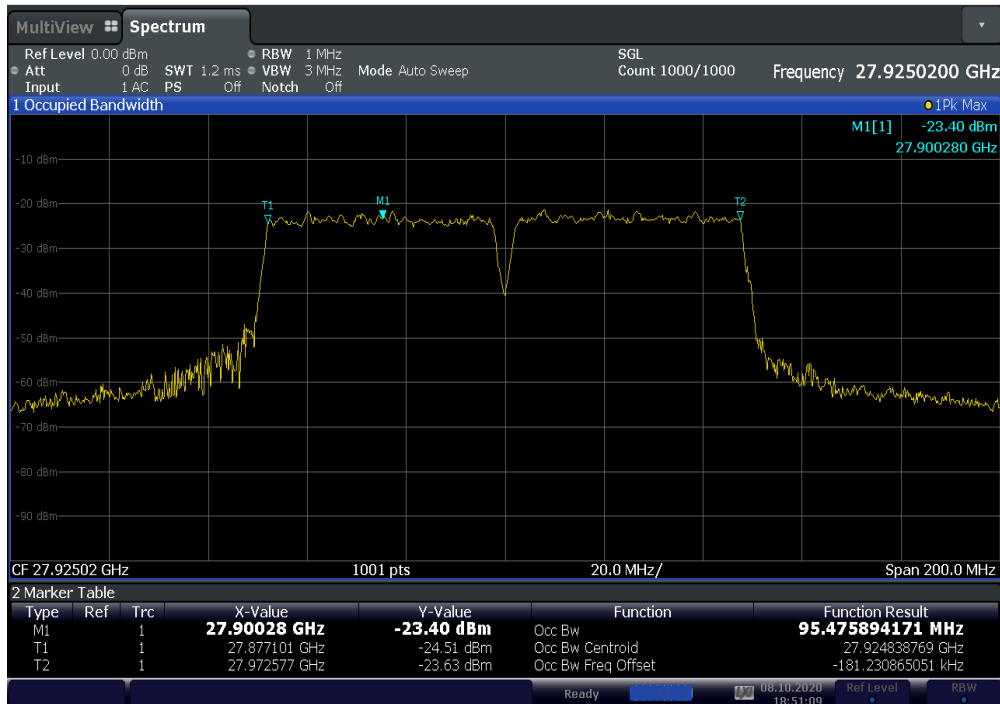 MultiView Spectrum
Ref Level 0.00 dBm RBW 1 MHz SGL
Att 0 dB SWT 1.2 ms VBW 3 MHz Mode Auto Sweep Count 1000/1000 Frequency 27.9250200 GHz
Input 1 AC PS Off Notch Off
1 Occupied Bandwidth 1Pk Max
M1[1] -23.40 dBm
27.900280 GHz
-10 dBm
-20 dBm
T1 M1 T2
-30 dBm
-40 dBm
-50 dBm
-60 dBm
-70 dBm
-80 dBm
-90 dBm
CF 27.92502 GHz 1001 pts 20.0 MHz/ Span 200.0 MHz
2 Marker Table
Type Ref Trc X-Value Y-Value Function Function Result
M1 1 27.90028 GHz -23.40 dBm Occ Bw 95.475894171 MHz
T1 1 27.877101 GHz -24.51 dBm Occ Bw Centroid 27.924838769 GHz
T2 1 27.972577 GHz -23.63 dBm Occ Bw Freq Offset -181.230865051 kHz
Ready 08.10.2020 Ref Level RBW
18:51:09